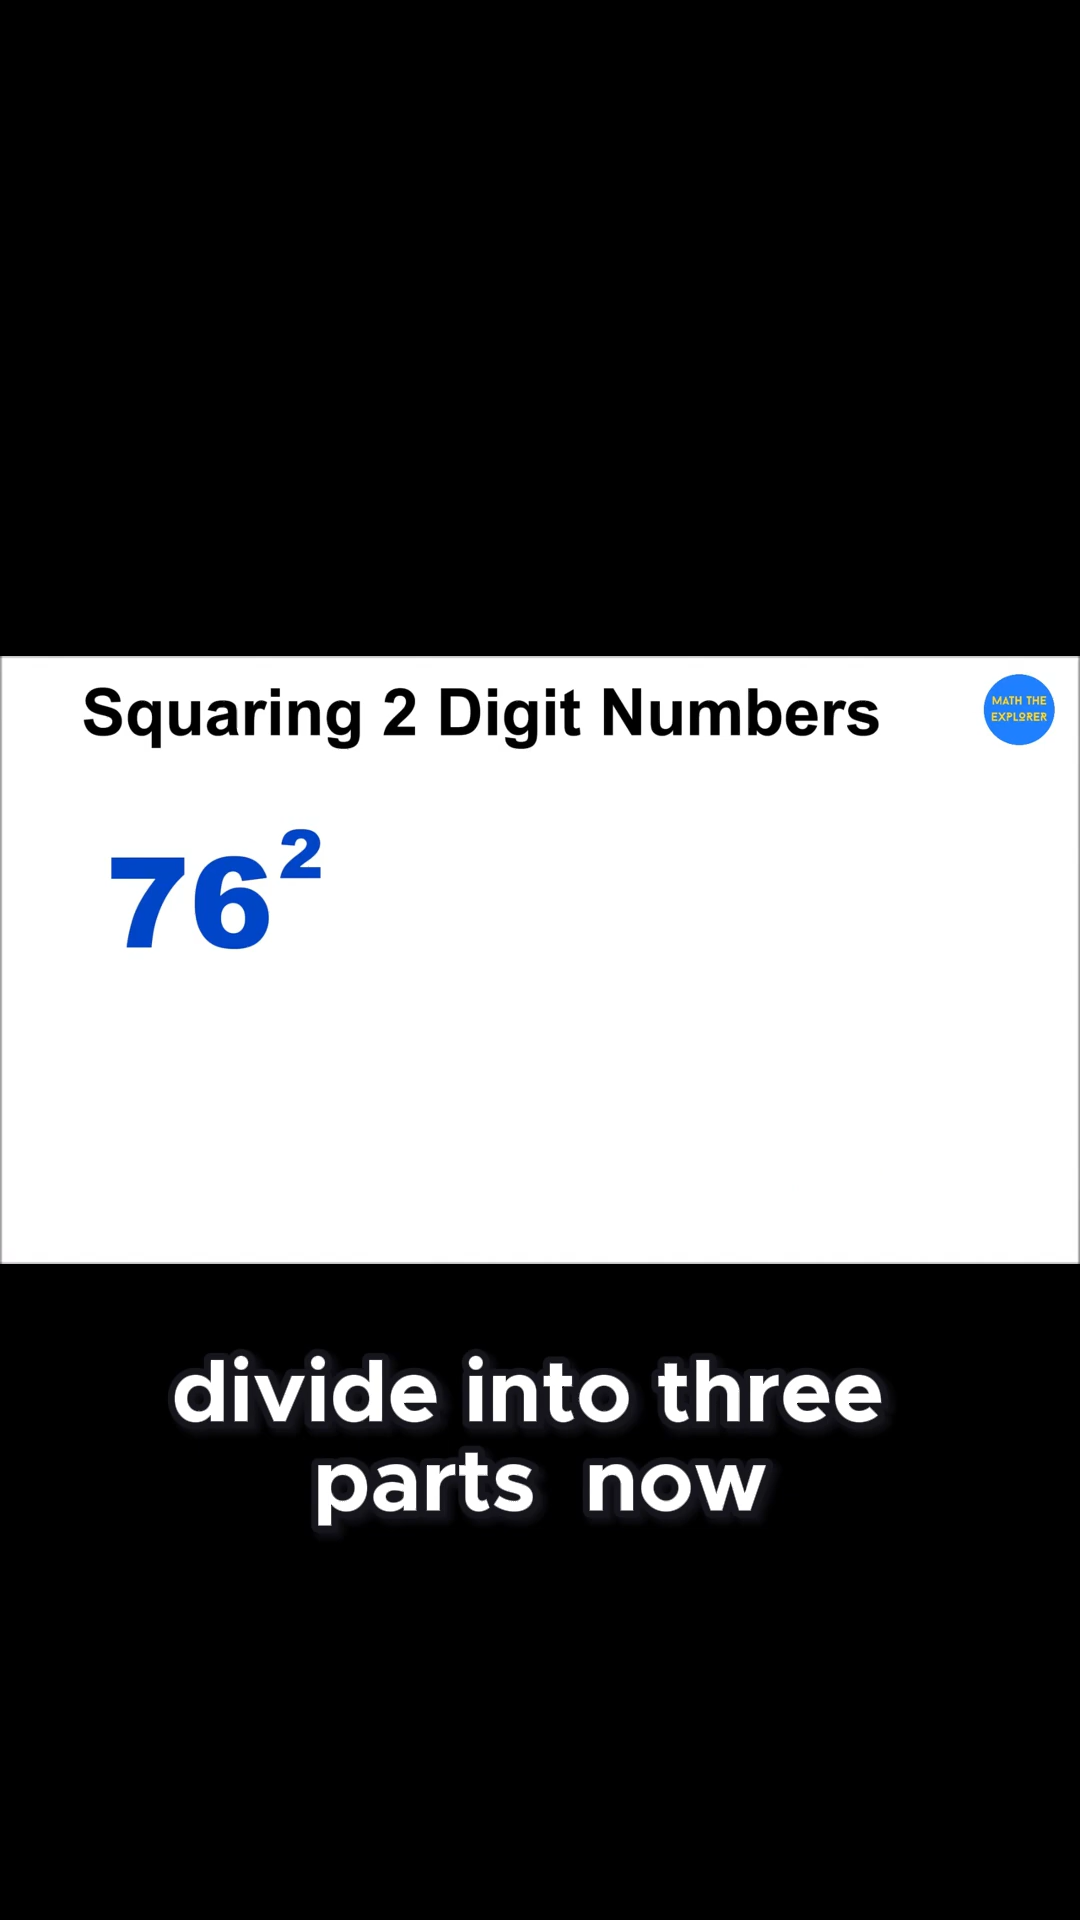 Squaring 2 Digit Numbers
MATH THE
EXPLORER
76²
divide into three
parts now